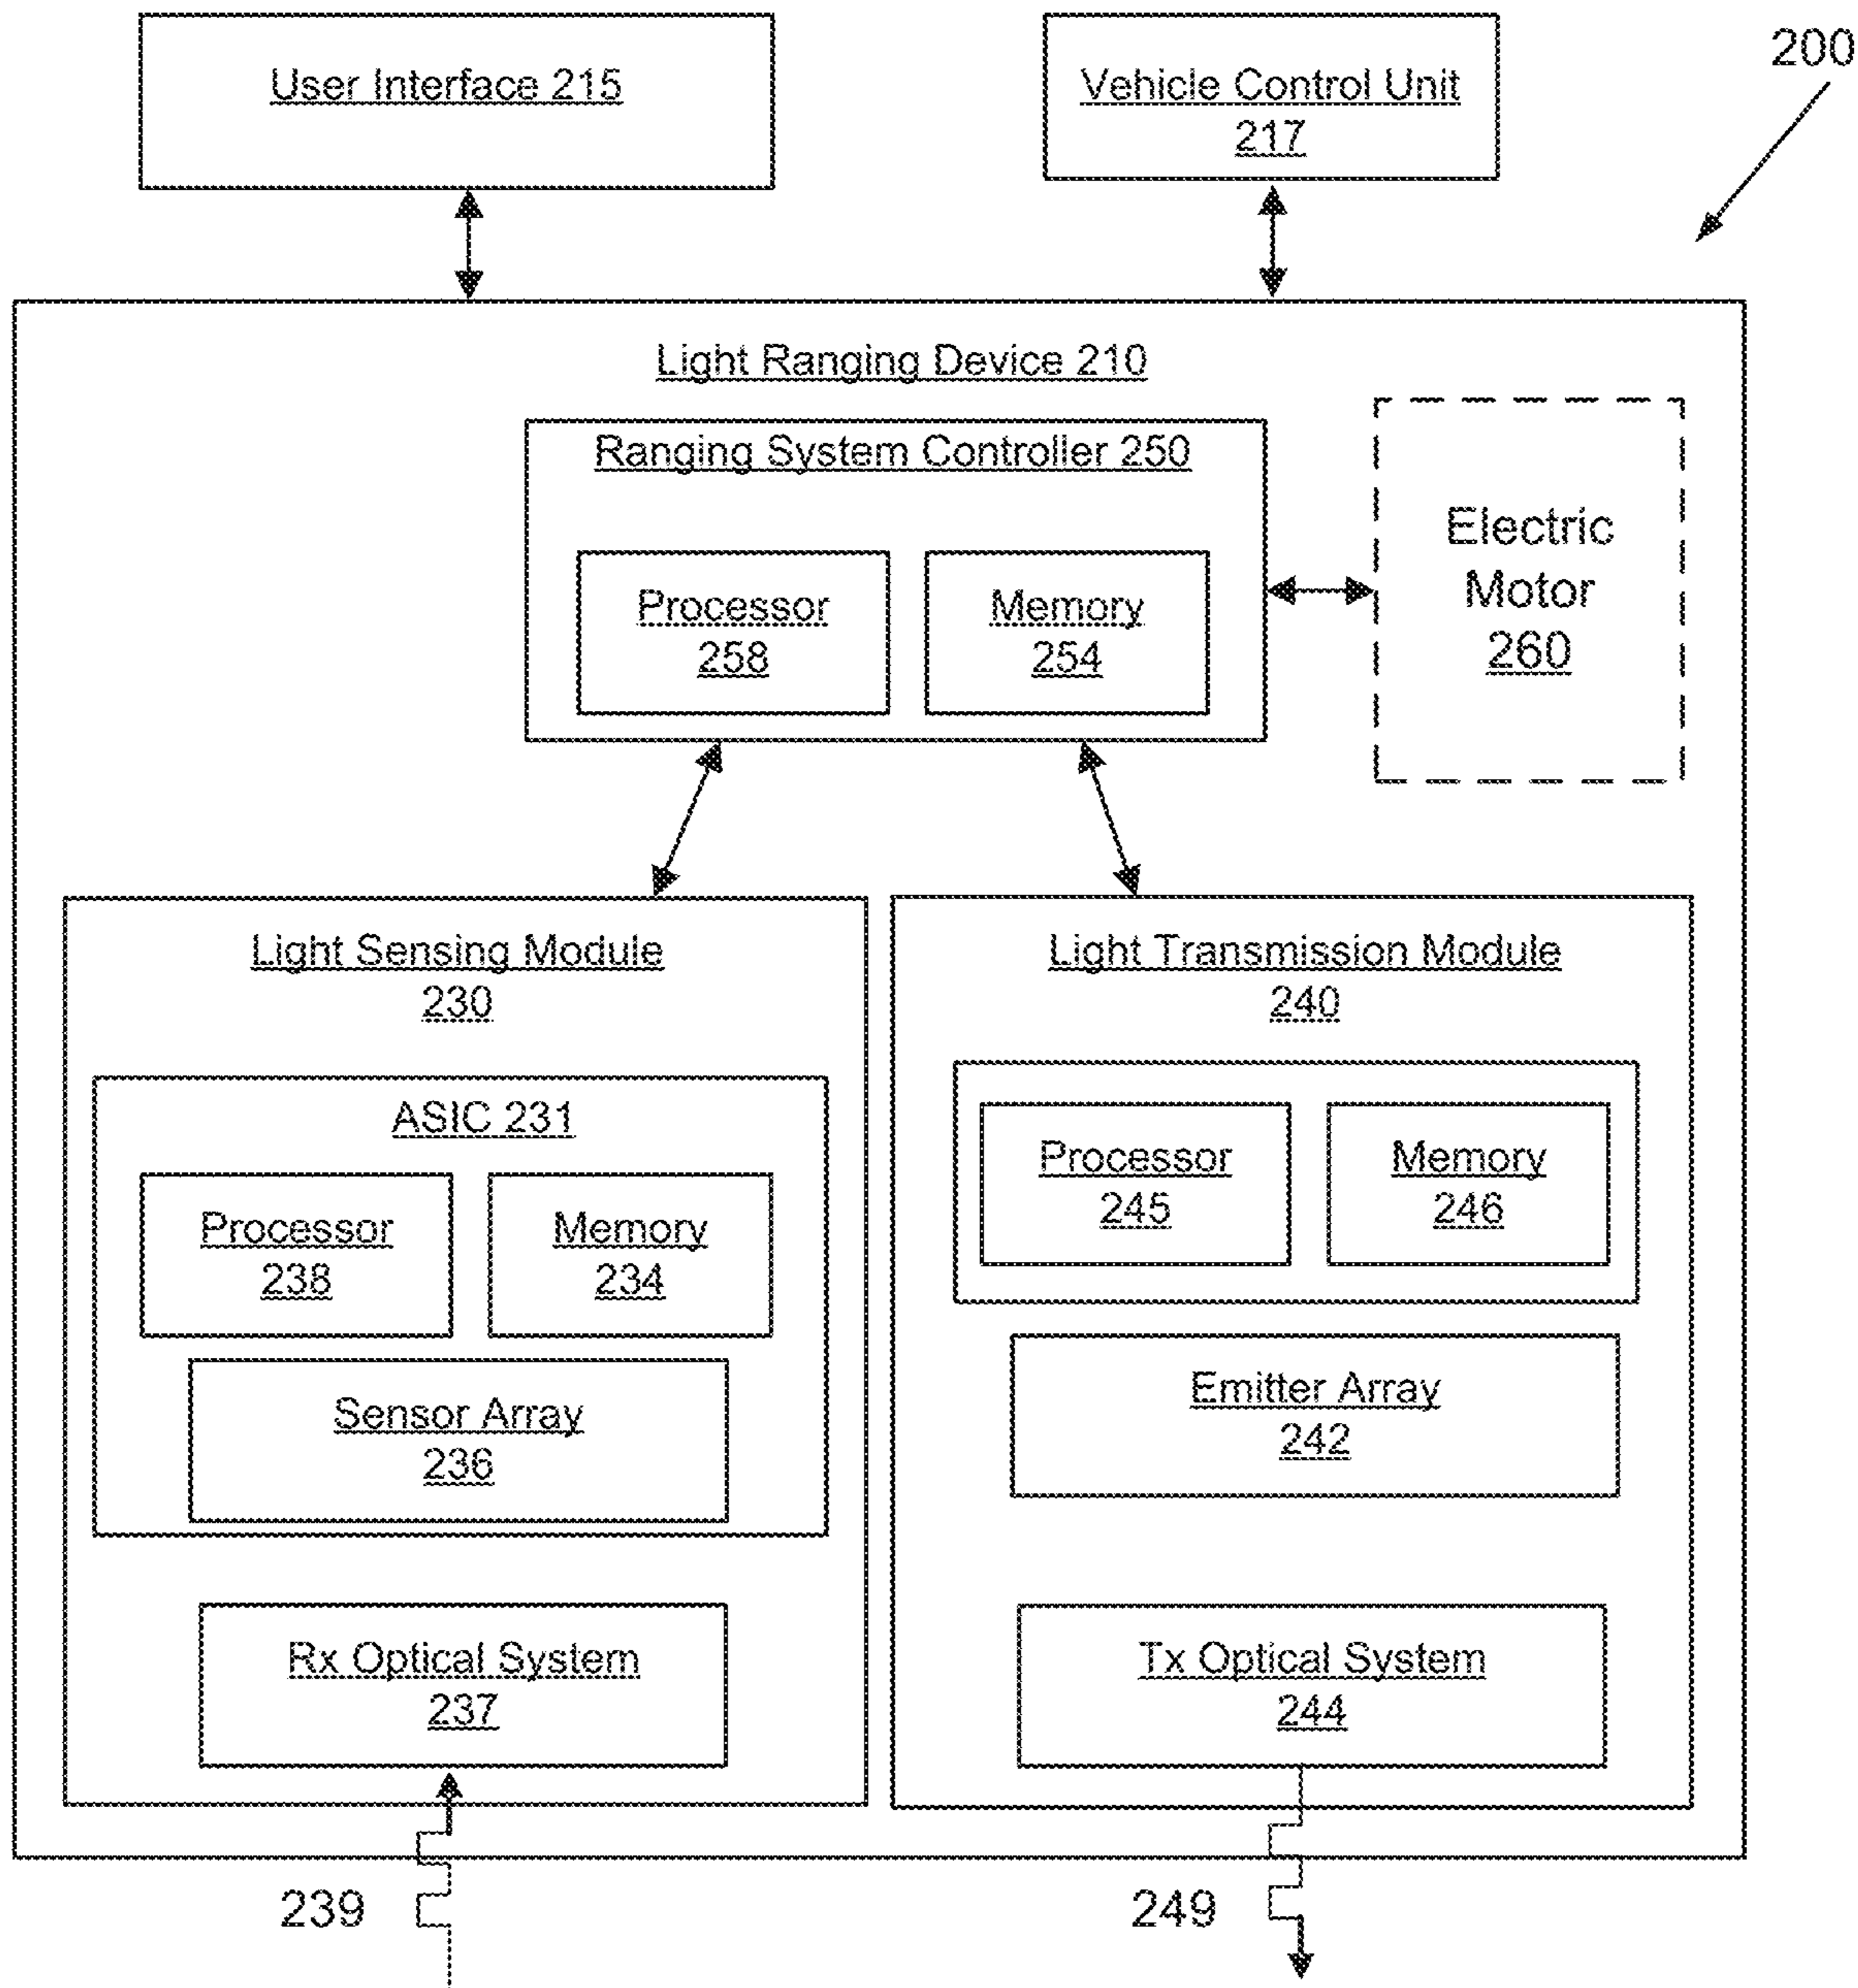 User Interface 215
Vehicle Control Unit
217
200
Light Ranging Device 210
Ranging System Controller 250
Processor
258
Memory
254
Electric
Motor
260
Light Sensing Module
230
ASIC 231
Processor
238
Memory
234
Sensor Array
236
Rx Optical System
237
Light Transmission Module
240
Processor
245
Memory
246
Emitter Array
242
Tx Optical System
244
239
249